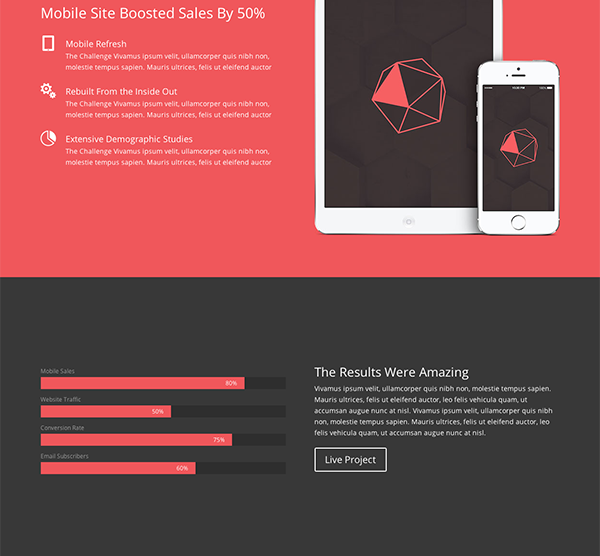 Mobile Site Boosted Sales By 50%
Mobile Refresh
The Challenge Vivamus ipsum velit, ullamcorper quis nibh non,
molestie tempus sapien. Mauris ultrices, felis ut eleifend auctor
Rebuilt From the Inside Out
The Challenge Vivamus ipsum velit, ullamcorper quis nibh non,
molestie tempus sapien. Mauris ultrices, felis ut eleifend auctor
Extensive Demographic Studies
The Challenge Vivamus ipsum velit, ullamcorper quis nibh non,
molestie tempus sapien. Mauris ultrices, felis ut eleifend auctor
Mobile Sales
80%
Website Traffic
50%
Conversion Rate
75%
Email Subscribers
60%
The Results Were Amazing
Vivamus ipsum velit, ullamcorper quis nibh non, molestie tempus sapien.
Mauris ultrices, felis ut eleifend auctor, leo felis vehicula quam, ut
accumsan augue nunc at nisl. Vivamus ipsum velit, ullamcorper quis nibh
non, molestie tempus sapien. Mauris ultrices, felis ut eleifend auctor, leo
felis vehicula quam, ut accumsan augue nunc at nisl.
Live Project